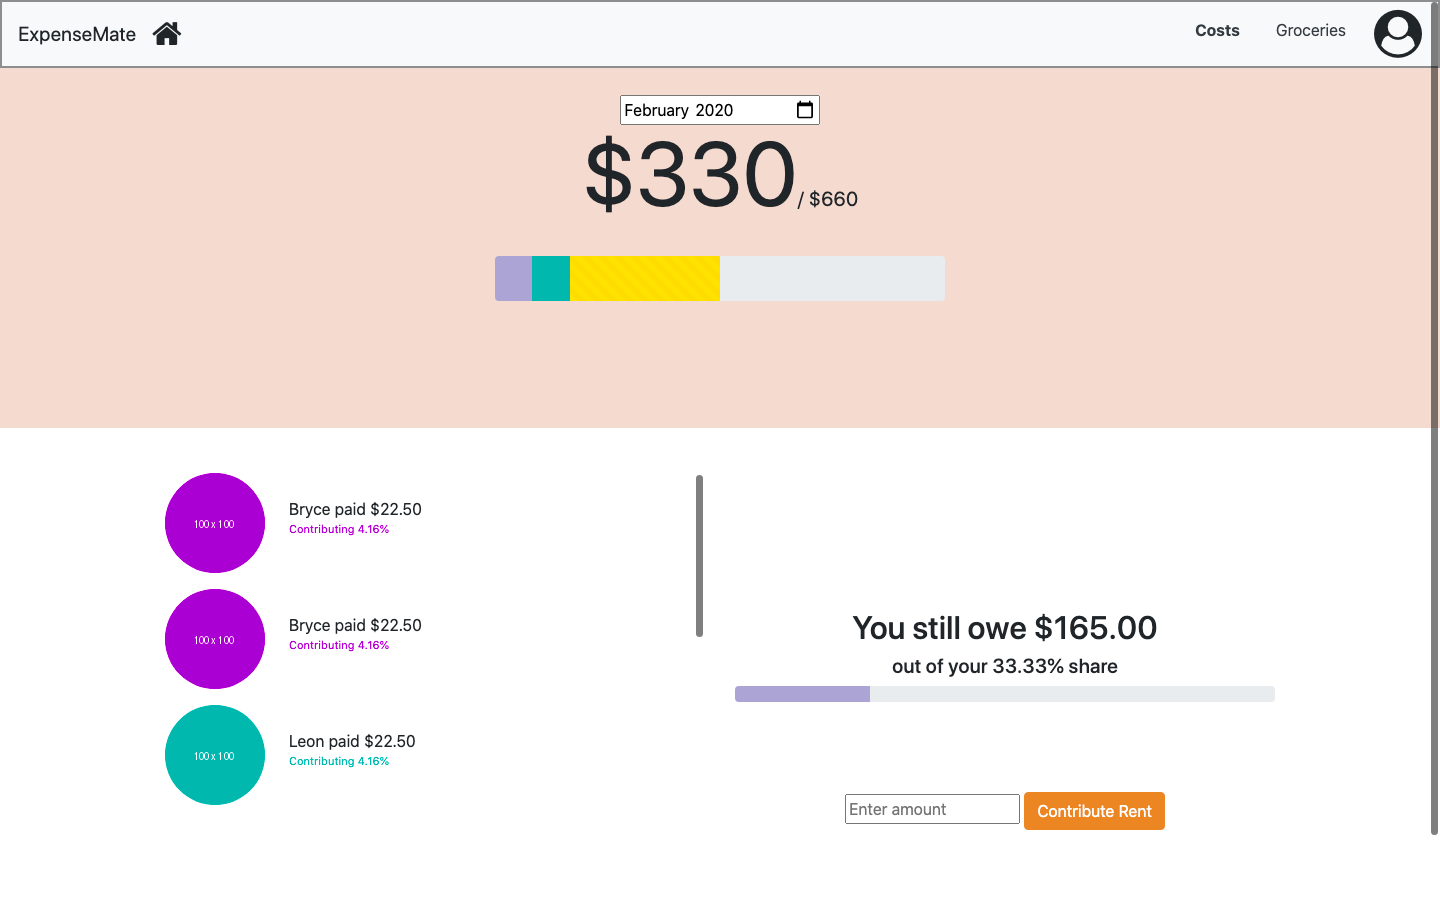 ExpenseMate
Costs
Groceries
February 2020
$330/ $660
100 x 100
Bryce paid $22.50
Contributing 4.16%
100 x 100
Bryce paid $22.50
Contributing 4.16%
100 x 100
Leon paid $22.50
Contributing 4.16%
You still owe $165.00
out of your 33.33% share
Enter amount
Contribute Rent